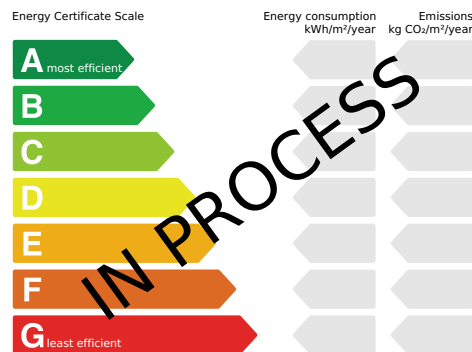 Energy Certificate Scale
Energy consumption
kWh/m²/year
Emissions
kg CO₂/m²/year
A most efficient
B
C
D
E
F
G least efficient
IN PROCESS